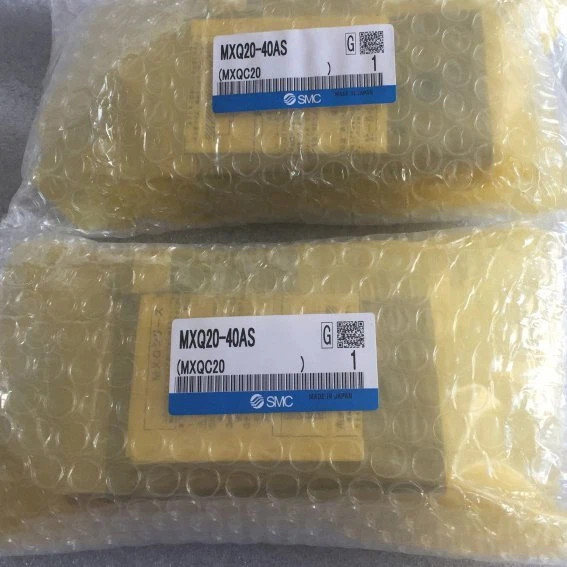 MXQ20-40AS
G
(MXQC20 )
1
SMC
MADE IN JAPAN
MXQ20-40AS
G
(MXQC20 )
1
SMC
MADE IN JAPAN